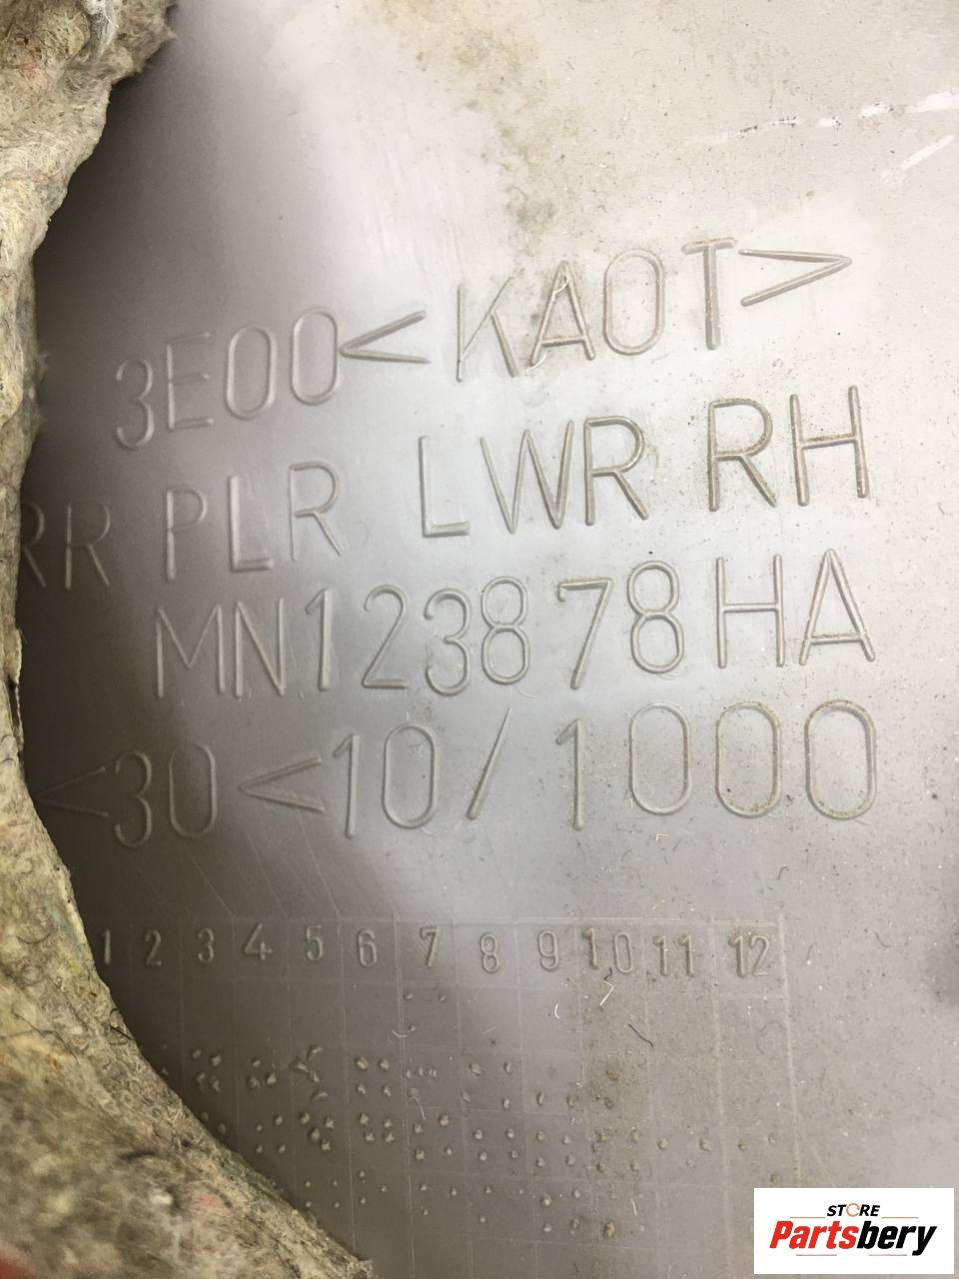 3E00<KAOT>
RR PLR LWR RH
MN123878HA
<30<10/1000
1 2 3 4 5 6 7 8 9 10 11 12
STORE
Partsbery